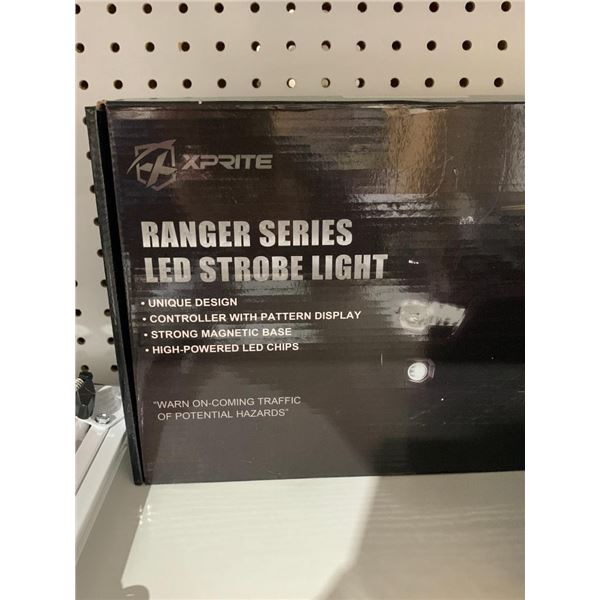 XPRITE
RANGER SERIES
LED STROBE LIGHT
• UNIQUE DESIGN
• CONTROLLER WITH PATTERN DISPLAY
• STRONG MAGNETIC BASE
• HIGH-POWERED LED CHIPS
"WARN ON-COMING TRAFFIC
OF POTENTIAL HAZARDS"